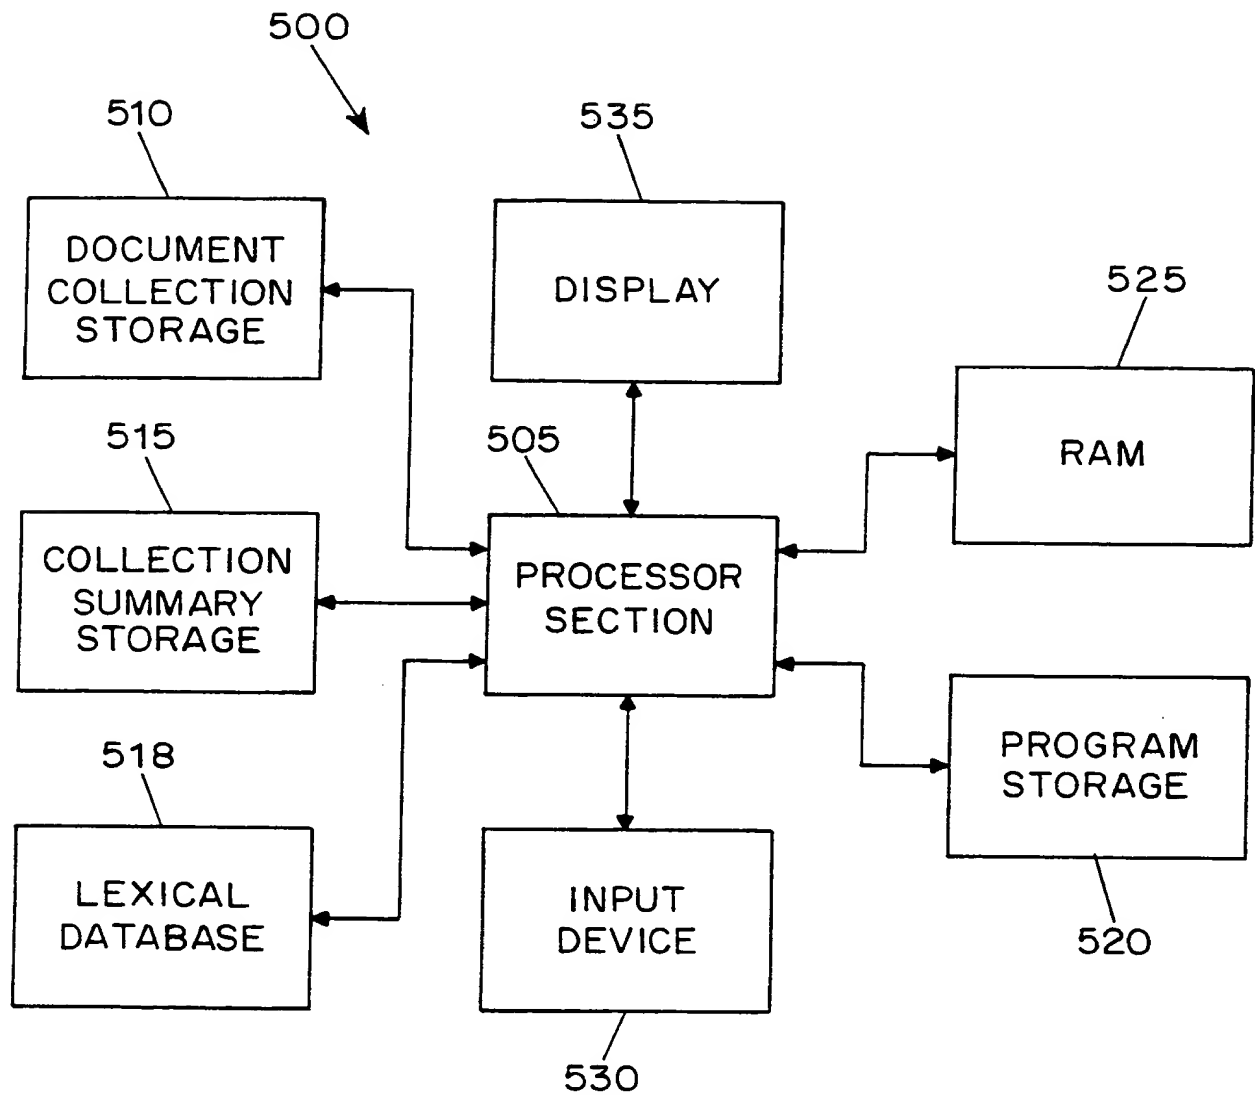 500
510
DOCUMENT
COLLECTION
STORAGE
535
DISPLAY
525
RAM
515
COLLECTION
SUMMARY
STORAGE
505
PROCESSOR
SECTION
518
LEXICAL
DATABASE
INPUT
DEVICE
530
PROGRAM
STORAGE
520